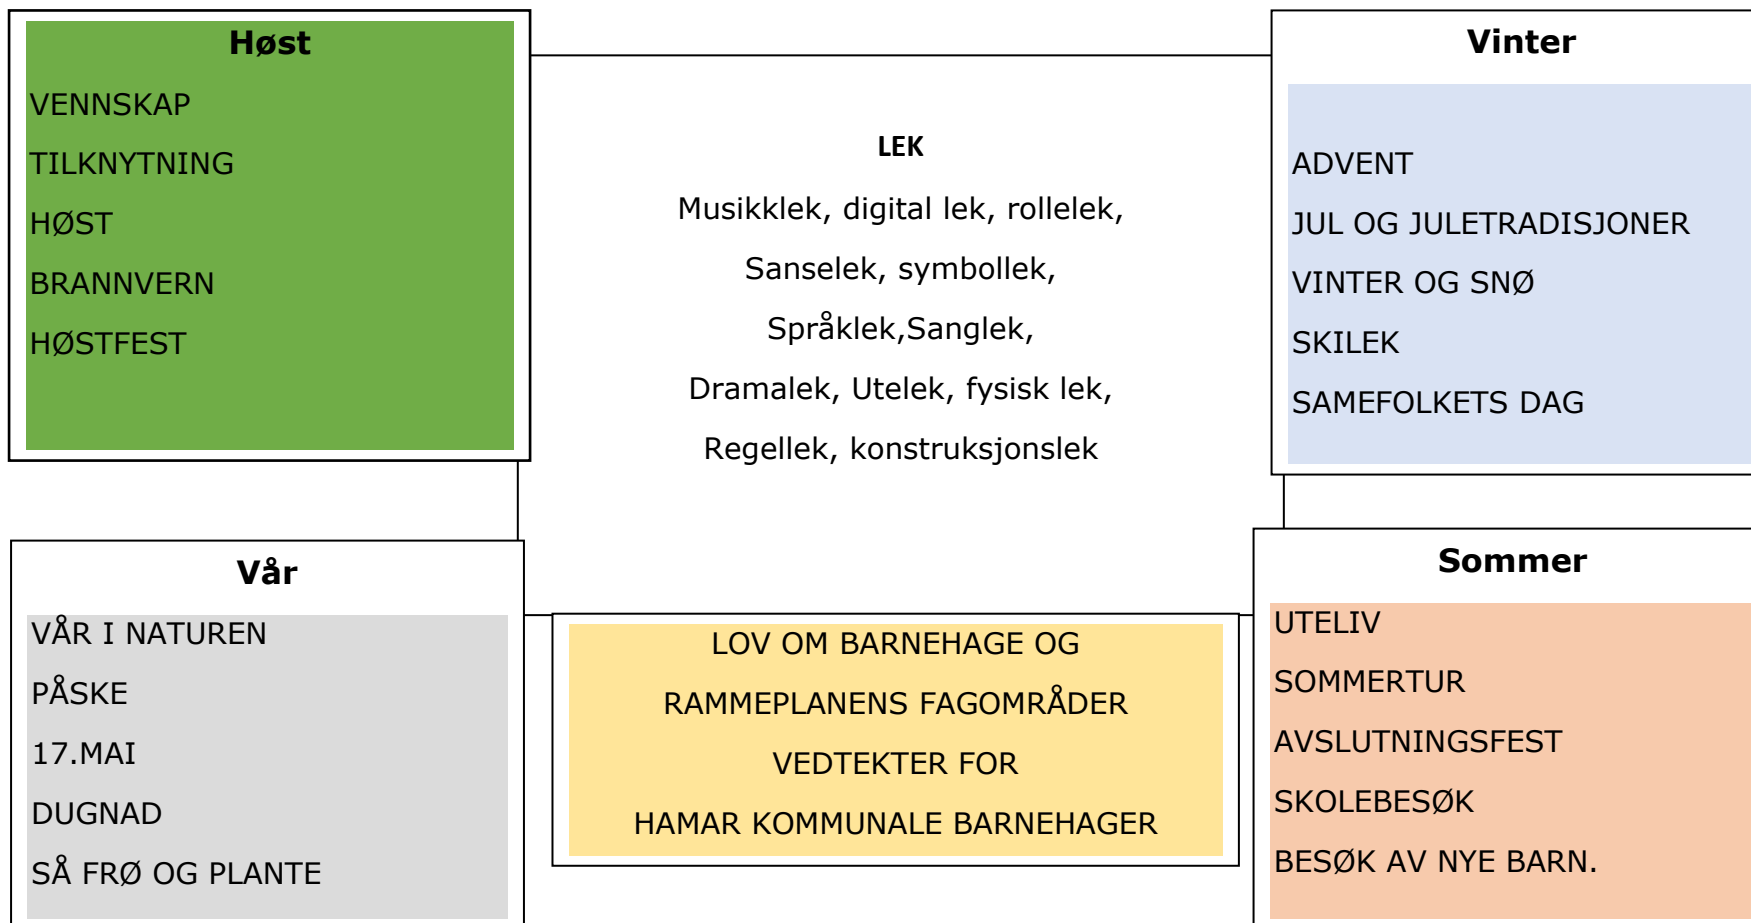 Høst
VENNSKAP
TILKNYTNING
HØST
BRANNVERN
HØSTFEST
LEK
Musikklek, digital lek, rollelek,
Sanselek, symbollek,
Språklek,Sanglek,
Dramalek, Utelek, fysisk lek,
Regellek, konstruksjonslek
Vinter
ADVENT
JUL OG JULETRADISJONER
VINTER OG SNØ
SKILEK
SAMEFOLKETS DAG
Vår
VÅR I NATUREN
PÅSKE
17.MAI
DUGNAD
SÅ FRØ OG PLANTE
LOV OM BARNEHAGE OG
RAMMEPLANENS FAGOMRÅDER
VEDTEKTER FOR
HAMAR KOMMUNALE BARNEHAGER
Sommer
UTELIV
SOMMERTUR
AVSLUTNINGSFEST
SKOLEBESØK
BESØK AV NYE BARN.